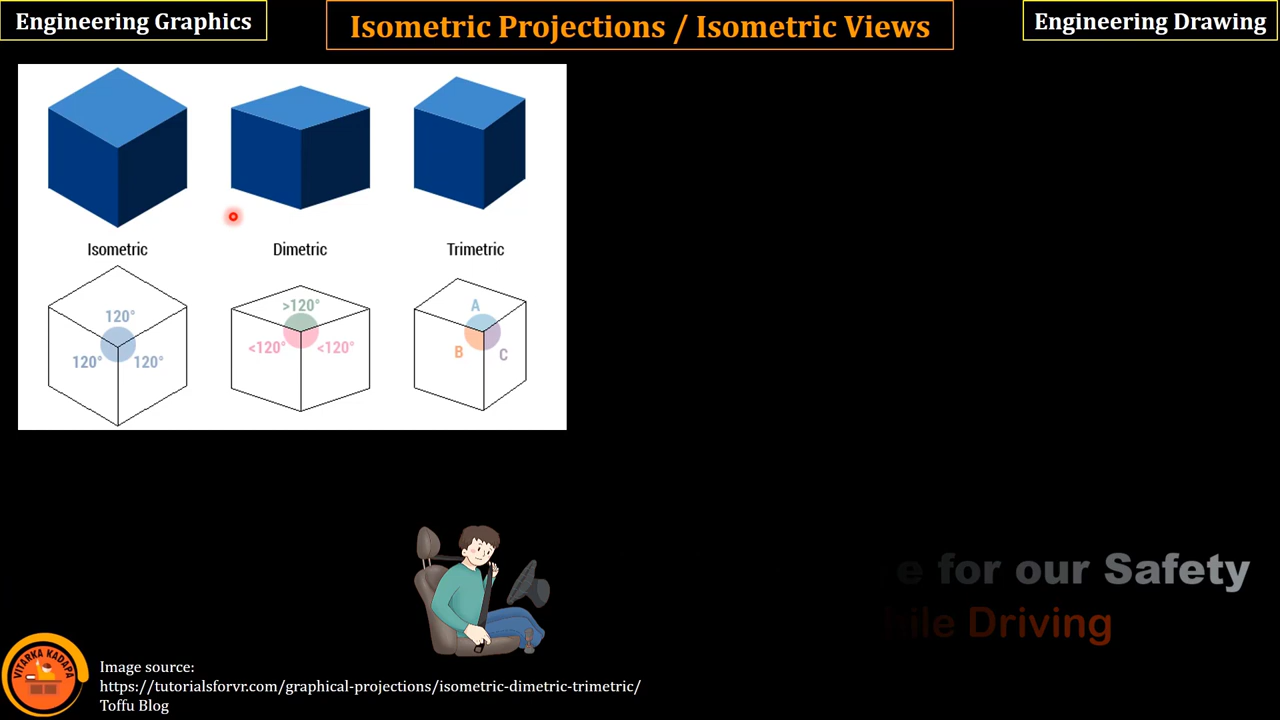 Engineering Graphics
Isometric Projections / Isometric Views
Engineering Drawing
Isometric
Dimetric
Trimetric
120°
120°
120°
>120°
<120°
<120°
A
B
C
for our Safety
Driving
VITARKA KADAPA
Image source:
https://tutorialsforvr.com/graphical-projections/isometric-dimetric-trimetric/
Toffu Blog